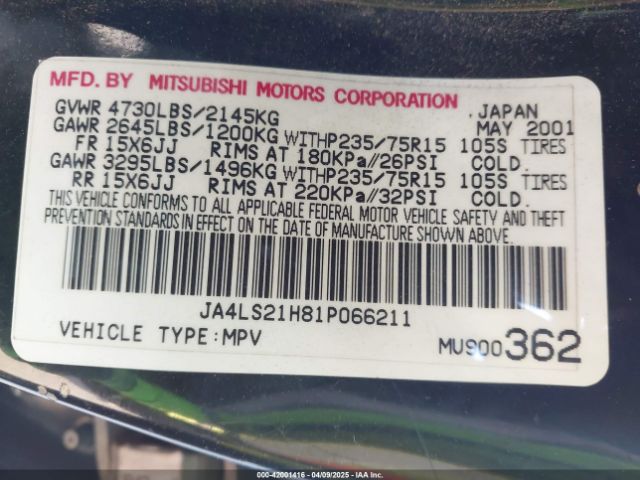 MFD. BY MITSUBISHI MOTORS CORPORATION
GVWR 4730LBS/2145KG JAPAN
GAWR 2645LBS/1200KG WITHP235/75R15 105S TIRES MAY 2001
FR 15X6JJ RIMS AT 180KPa//26PSI COLD.
GAWR 3295LBS/1496KG WITHP235/75R15 105S TIRES
RR 15X6JJ RIMS AT 220KPa//32PSI COLD.
THIS VEHICLE CONFORMS TO ALL APPLICABLE FEDERAL MOTOR VEHICLE SAFETY AND THEFT
PREVENTION STANDARDS IN EFFECT ON THE DATE OF MANUFACTURE SHOWN ABOVE.
JA4LS21H81P066211
VEHICLE TYPE:MPV MU900362
000-42001416 - 04/09/2025 - IAA Inc.